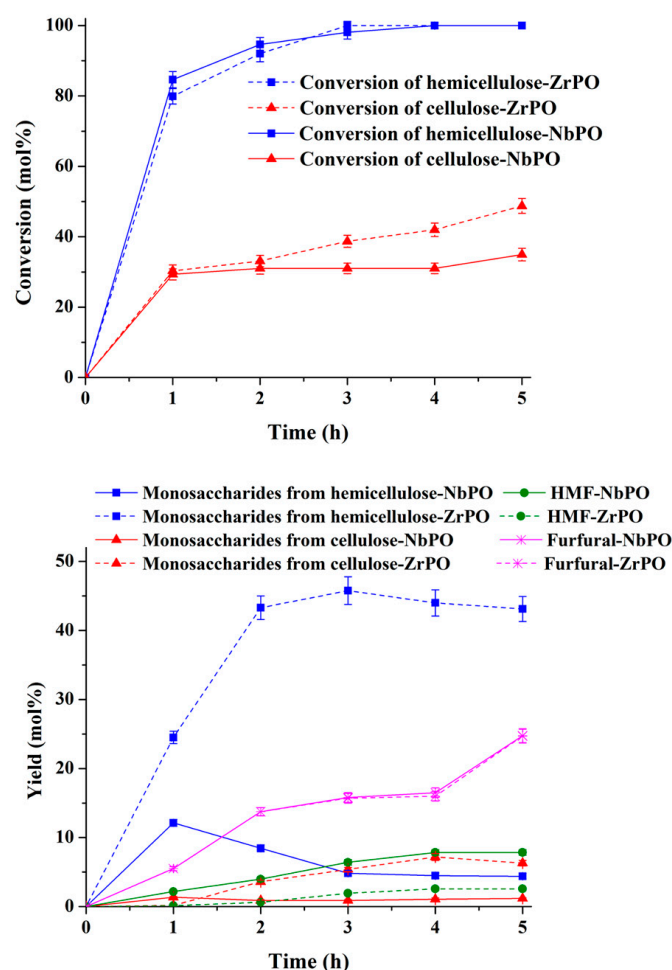 100
80
60
40
20
0
Conversion (mol%)
Conversion of hemicellulose-ZrPO
Conversion of cellulose-ZrPO
Conversion of hemicellulose-NbPO
Conversion of cellulose-NbPO
0 1 2 3 4 5
Time (h)
Monosaccharides from hemicellulose-NbPO HMF-NbPO
Monosaccharides from hemicellulose-ZrPO HMF-ZrPO
Monosaccharides from cellulose-NbPO Furfural-NbPO
Monosaccharides from cellulose-ZrPO Furfural-ZrPO
50
40
30
20
10
0
Yield (mol%)
0 1 2 3 4 5
Time (h)